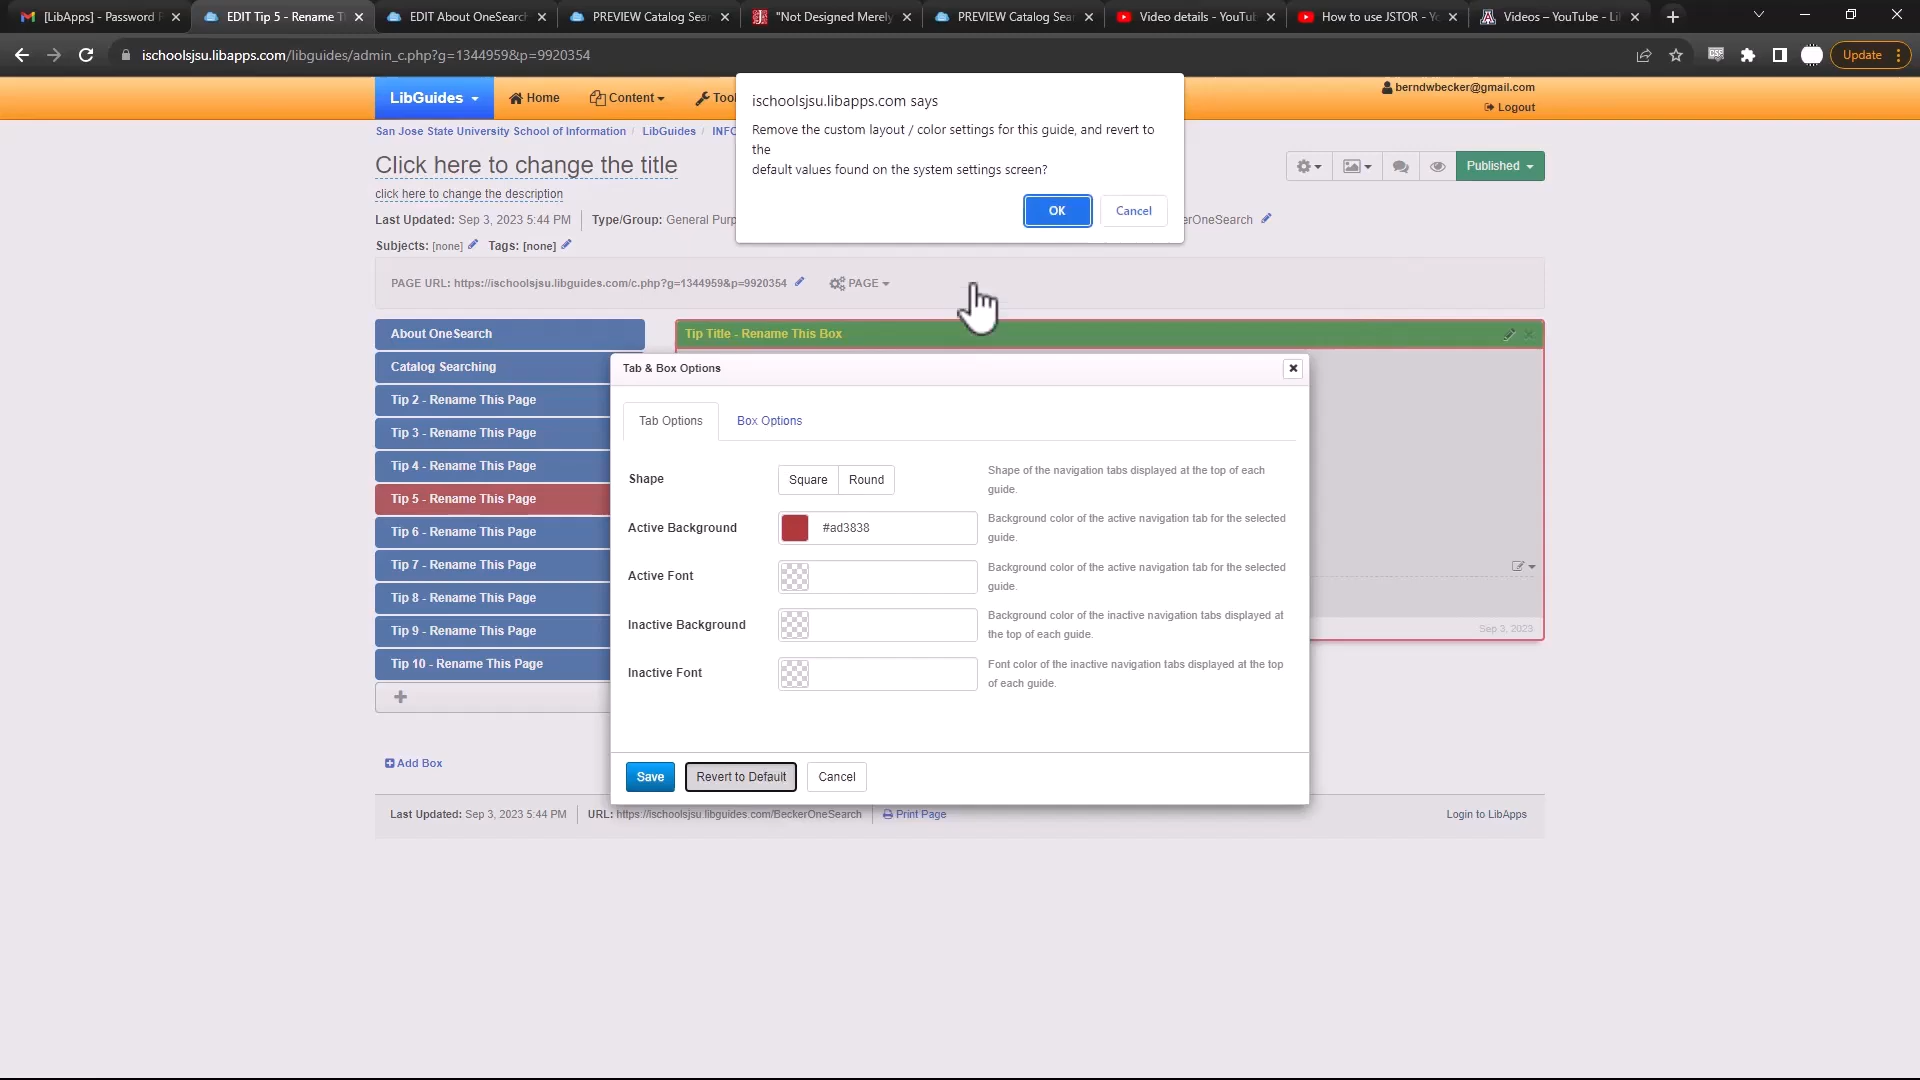 [LibApps] - Password
EDIT Tip 5 - Rename T
EDIT About OneSearch
PREVIEW Catalog Sear
"Not Designed Merely
PREVIEW Catalog Sear
Video details - YouTub
How to use JSTOR - Yo
Videos – YouTube - Li
ischoolsjsu.libapps.com/libguides/admin_c.php?g=1344959&p=9920354
Update
LibGuides
Home
Content
Tool
berndwbecker@gmail.com
Logout
ischoolsjsu.libapps.com says
Remove the custom layout / color settings for this guide, and revert to
the
default values found on the system settings screen?
OK
Cancel
San Jose State University School of Information / LibGuides / INFO
Click here to change the title
click here to change the description
Published
Last Updated: Sep 3, 2023 5:44 PM
Type/Group: General Purp
erOneSearch
Subjects: [none]
Tags: [none]
PAGE URL: https://ischoolsjsu.libguides.com/c.php?g=1344959&p=9920354
PAGE
About OneSearch
Catalog Searching
Tip 2 - Rename This Page
Tip 3 - Rename This Page
Tip 4 - Rename This Page
Tip 5 - Rename This Page
Tip 6 - Rename This Page
Tip 7 - Rename This Page
Tip 8 - Rename This Page
Tip 9 - Rename This Page
Tip 10 - Rename This Page
Add Box
Tip Title - Rename This Box
Tab & Box Options
Tab Options
Box Options
Shape
Square
Round
Shape of the navigation tabs displayed at the top of each
guide.
Active Background
#ad3838
Background color of the active navigation tab for the selected
guide.
Active Font
Background color of the active navigation tab for the selected
guide.
Inactive Background
Background color of the inactive navigation tabs displayed at
the top of each guide.
Inactive Font
Font color of the inactive navigation tabs displayed at the top
of each guide.
Save
Revert to Default
Cancel
Sep 3, 2023
Last Updated: Sep 3, 2023 5:44 PM
URL: https://ischoolsjsu.libguides.com/BeckerOneSearch
Print Page
Login to LibApps